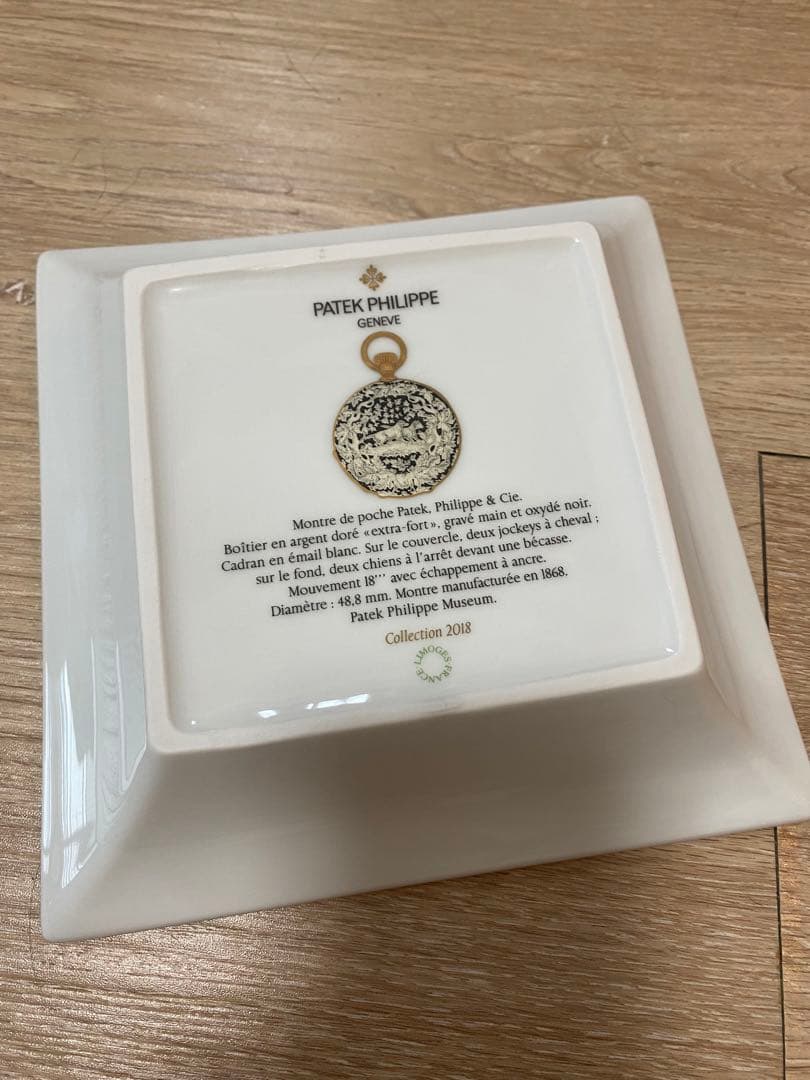 PATEK PHILIPPE
GENEVE
Montre de poche Patek, Philippe & Cie.
Boîtier en argent doré «extra-fort», gravé main et oxydé noir.
Cadran en émail blanc. Sur le couvercle, deux jockeys à cheval ;
sur le fond, deux chiens à l'arrêt devant une bécasse.
Mouvement 18''' avec échappement à ancre.
Diamètre : 48,8 mm. Montre manufacturée en 1868.
Patek Philippe Museum.
Collection 2018
LIMOGES FRANCE